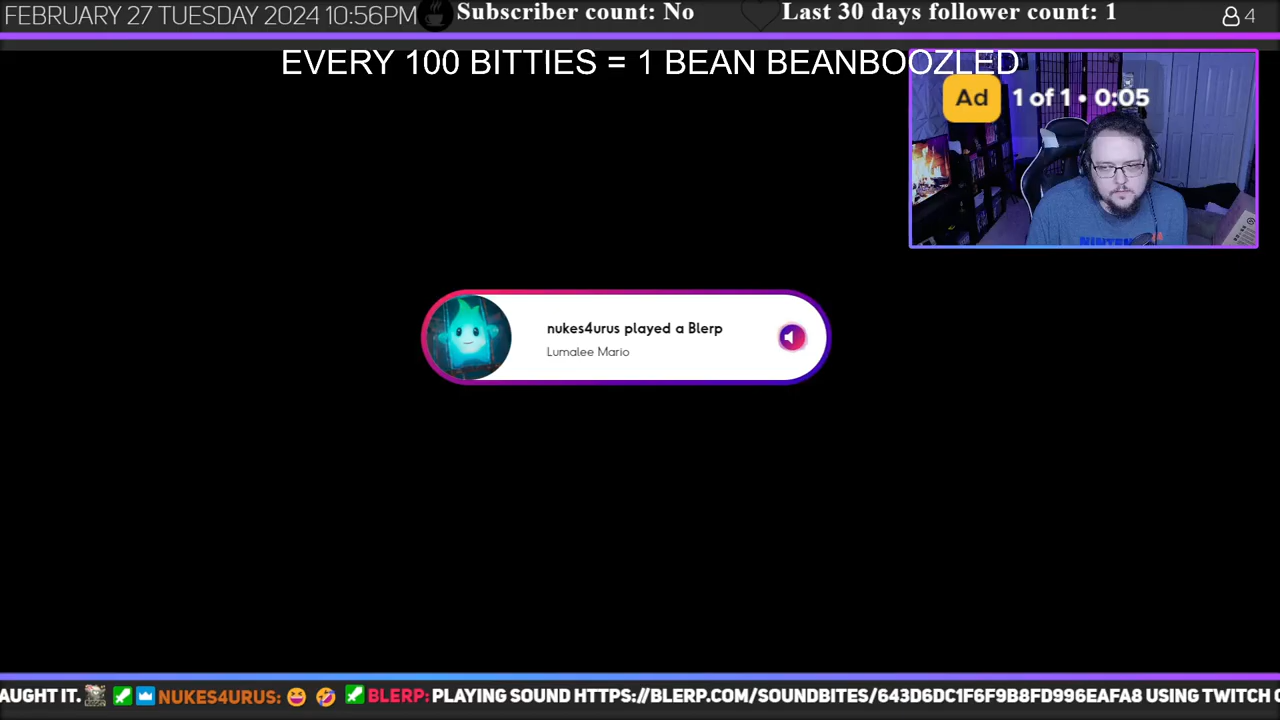 FEBRUARY 27 TUESDAY 2024 10:56PM
Subscriber count: No
Last 30 days follower count: 1
4
EVERY 100 BITTIES = 1 BEAN BEANBOOZLED
Ad 1 of 1 • 0:05
nukes4urus played a Blerp
Lumalee Mario
AUGHT IT. NUKES4URUS: BLERP: PLAYING SOUND HTTPS://BLERP.COM/SOUNDBITES/643D6DC1F6F9B8FD996EAFA8 USING TWITCH